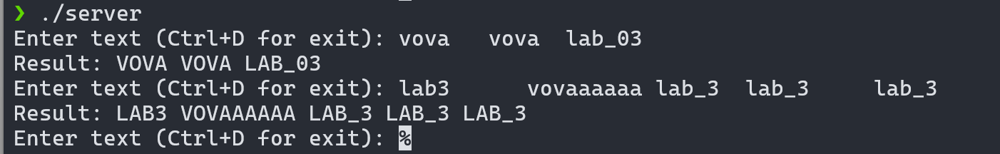 ❯ ./server
Enter text (Ctrl+D for exit): vova   vova  lab_03
Result: VOVA VOVA LAB_03
Enter text (Ctrl+D for exit): lab3      vovaaaaaa lab_3  lab_3     lab_3
Result: LAB3 VOVAAAAAA LAB_3 LAB_3 LAB_3
Enter text (Ctrl+D for exit): %